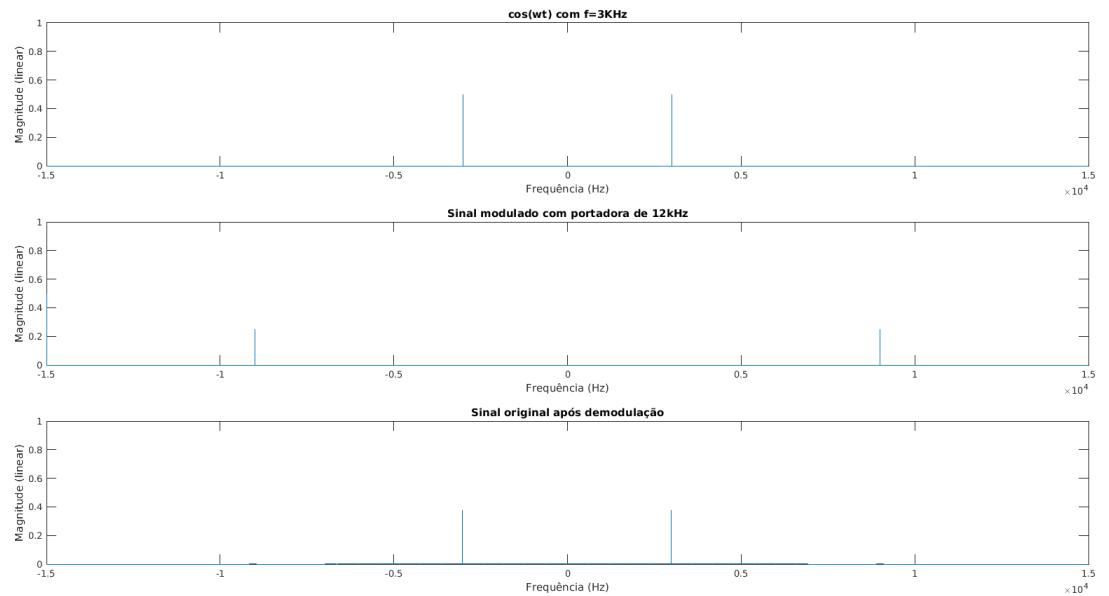 cos(wt) com f=3KHz
Magnitude (linear)
1
0.8
0.6
0.4
0.2
0
-1.5 -1 -0.5 0 0.5 1 1.5
Frequência (Hz)
×10^4
Sinal modulado com portadora de 12kHz
Magnitude (linear)
1
0.8
0.6
0.4
0.2
0
-1.5 -1 -0.5 0 0.5 1 1.5
Frequência (Hz)
×10^4
Sinal original após demodulação
Magnitude (linear)
1
0.8
0.6
0.4
0.2
0
-1.5 -1 -0.5 0 0.5 1 1.5
Frequência (Hz)
×10^4